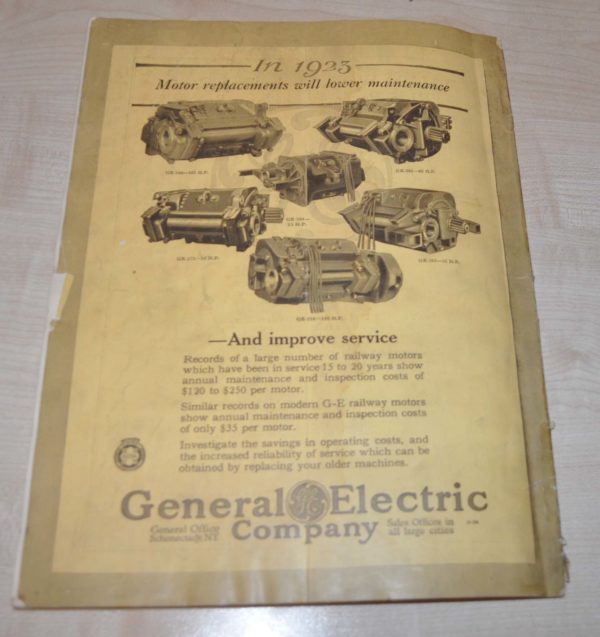 In 1923
Motor replacements will lower maintenance
H.P.
H.P.
GE
H.P.
H.P.
H.P.
H.P.
—And improve service
Records of a large number of railway motors
which have been in service 15 to 20 years show
annual maintenance and inspection costs of
$120 to $250 per motor.
Similar records on modern G-E railway motors
show annual maintenance and inspection costs
of only $35 per motor.
Investigate the savings in operating costs, and
the increased reliability of service which can be
obtained by replacing your older machines.
General Electric
Company
General Office
Schenectady, NY
Sales Offices in
all large cities